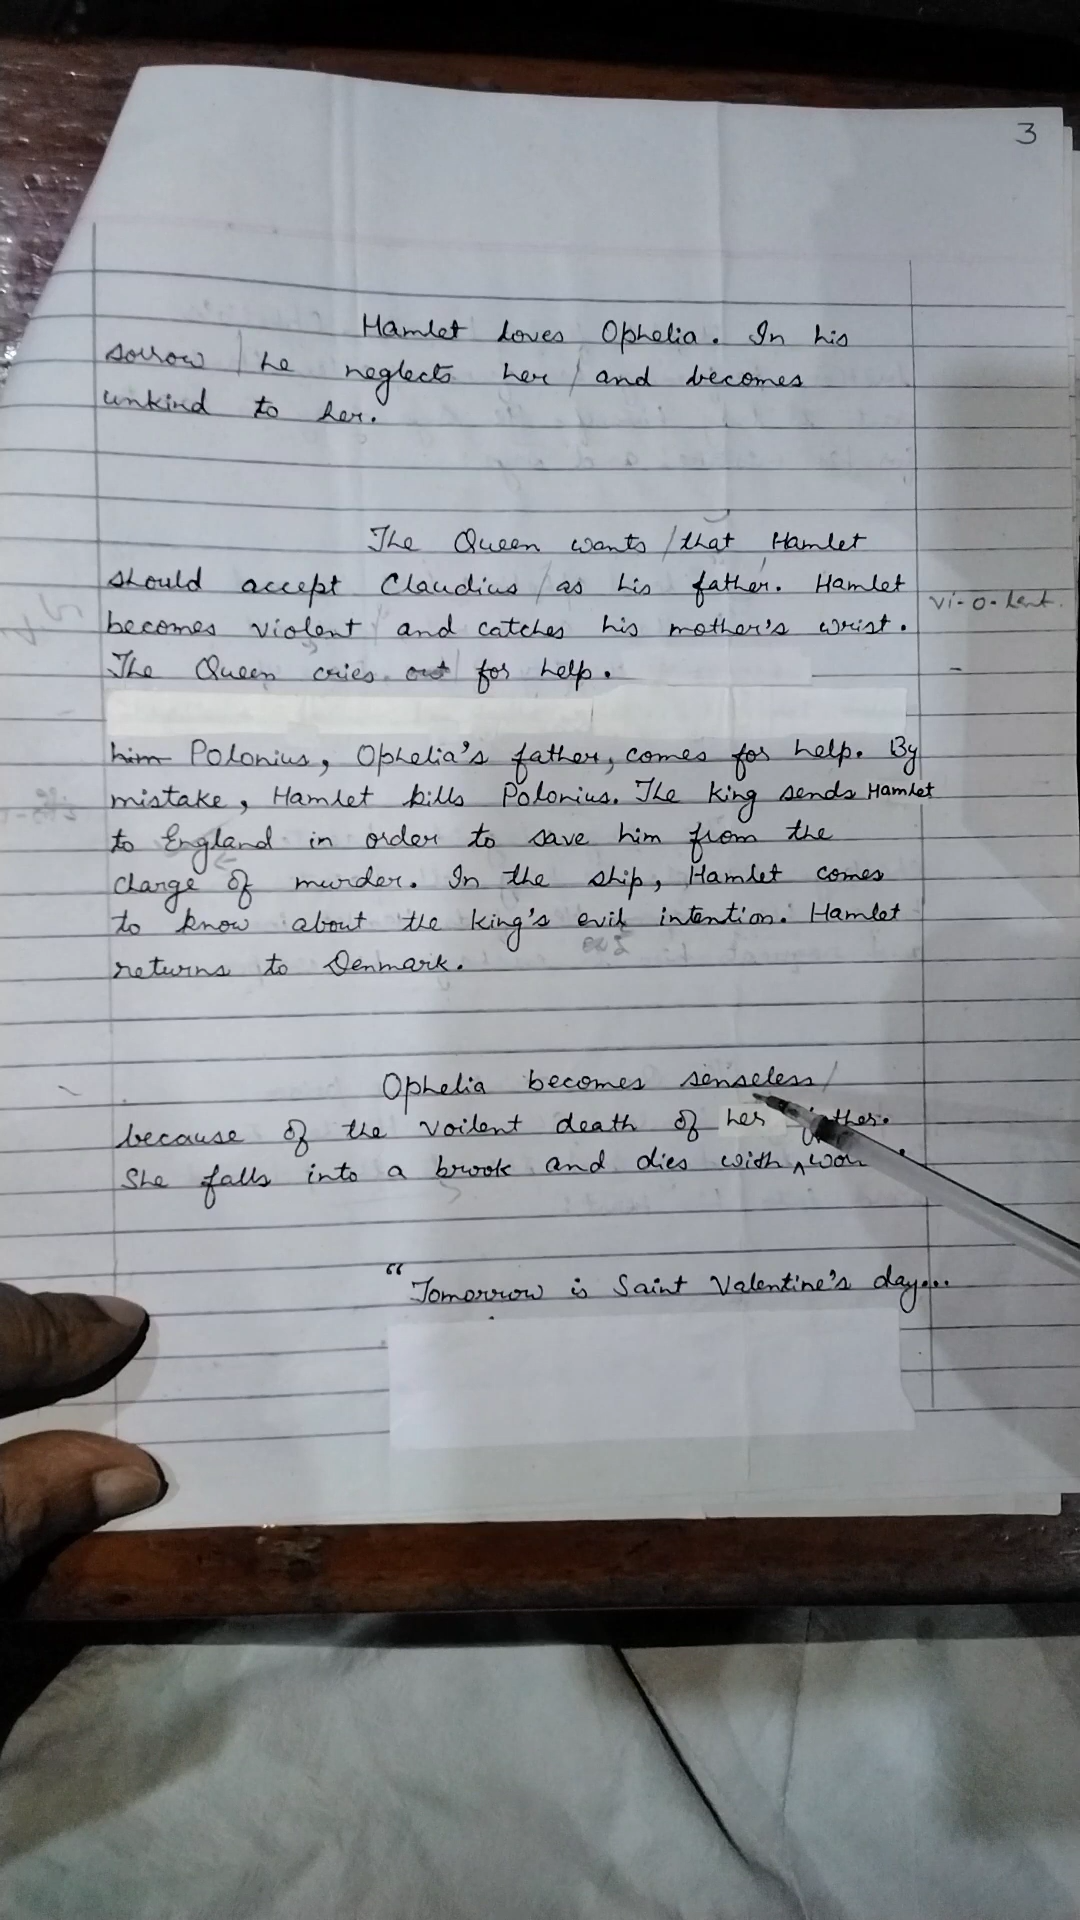 3
Hamlet loves Ophelia. In his
sorrow / he neglects her / and becomes
unkind to her.
The Queen wants / that Hamlet
should accept Claudius / as his father. Hamlet
vi-o-lent.
becomes violent and catches his mother's wrist.
The Queen cries out for help.
him Polonius, Ophelia's father, comes for help. By
mistake, Hamlet kills Polonius. The King sends Hamlet
to England in order to save him from the
charge of murder. In the ship, Hamlet comes
to know about the King's evil intention. Hamlet
returns to Denmark.
Ophelia becomes senseless /
because of the voilent death of her father.
She falls into a brook and dies with
"Tomorrow is Saint Valentine's day...